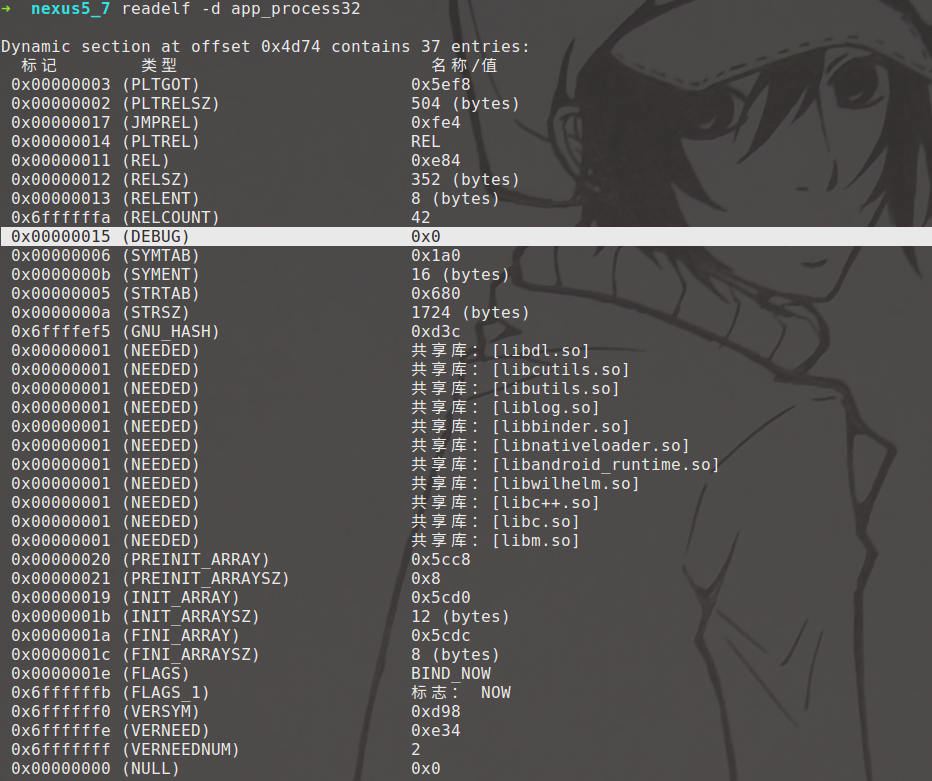 → nexus5_7 readelf -d app_process32
Dynamic section at offset 0x4d74 contains 37 entries:
标记 类型 名称/值
0x00000003 (PLTGOT) 0x5ef8
0x00000002 (PLTRELSZ) 504 (bytes)
0x00000017 (JMPREL) 0xfe4
0x00000014 (PLTREL) REL
0x00000011 (REL) 0xe84
0x00000012 (RELSZ) 352 (bytes)
0x00000013 (RELENT) 8 (bytes)
0x6ffffffa (RELCOUNT) 42
0x00000015 (DEBUG) 0x0
0x00000006 (SYMTAB) 0x1a0
0x0000000b (SYMENT) 16 (bytes)
0x00000005 (STRTAB) 0x680
0x0000000a (STRSZ) 1724 (bytes)
0x6ffffef5 (GNU_HASH) 0xd3c
0x00000001 (NEEDED) 共享库：[libdl.so]
0x00000001 (NEEDED) 共享库：[libcutils.so]
0x00000001 (NEEDED) 共享库：[libutils.so]
0x00000001 (NEEDED) 共享库：[liblog.so]
0x00000001 (NEEDED) 共享库：[libbinder.so]
0x00000001 (NEEDED) 共享库：[libnativeloader.so]
0x00000001 (NEEDED) 共享库：[libandroid_runtime.so]
0x00000001 (NEEDED) 共享库：[libwilhelm.so]
0x00000001 (NEEDED) 共享库：[libc++.so]
0x00000001 (NEEDED) 共享库：[libc.so]
0x00000001 (NEEDED) 共享库：[libm.so]
0x00000020 (PREINIT_ARRAY) 0x5cc8
0x00000021 (PREINIT_ARRAYSZ) 0x8
0x00000019 (INIT_ARRAY) 0x5cd0
0x0000001b (INIT_ARRAYSZ) 12 (bytes)
0x0000001a (FINI_ARRAY) 0x5cdc
0x0000001c (FINI_ARRAYSZ) 8 (bytes)
0x0000001e (FLAGS) BIND_NOW
0x6ffffffb (FLAGS_1) 标志： NOW
0x6ffffff0 (VERSYM) 0xd98
0x6ffffffe (VERNEED) 0xe34
0x6fffffff (VERNEEDNUM) 2
0x00000000 (NULL) 0x0